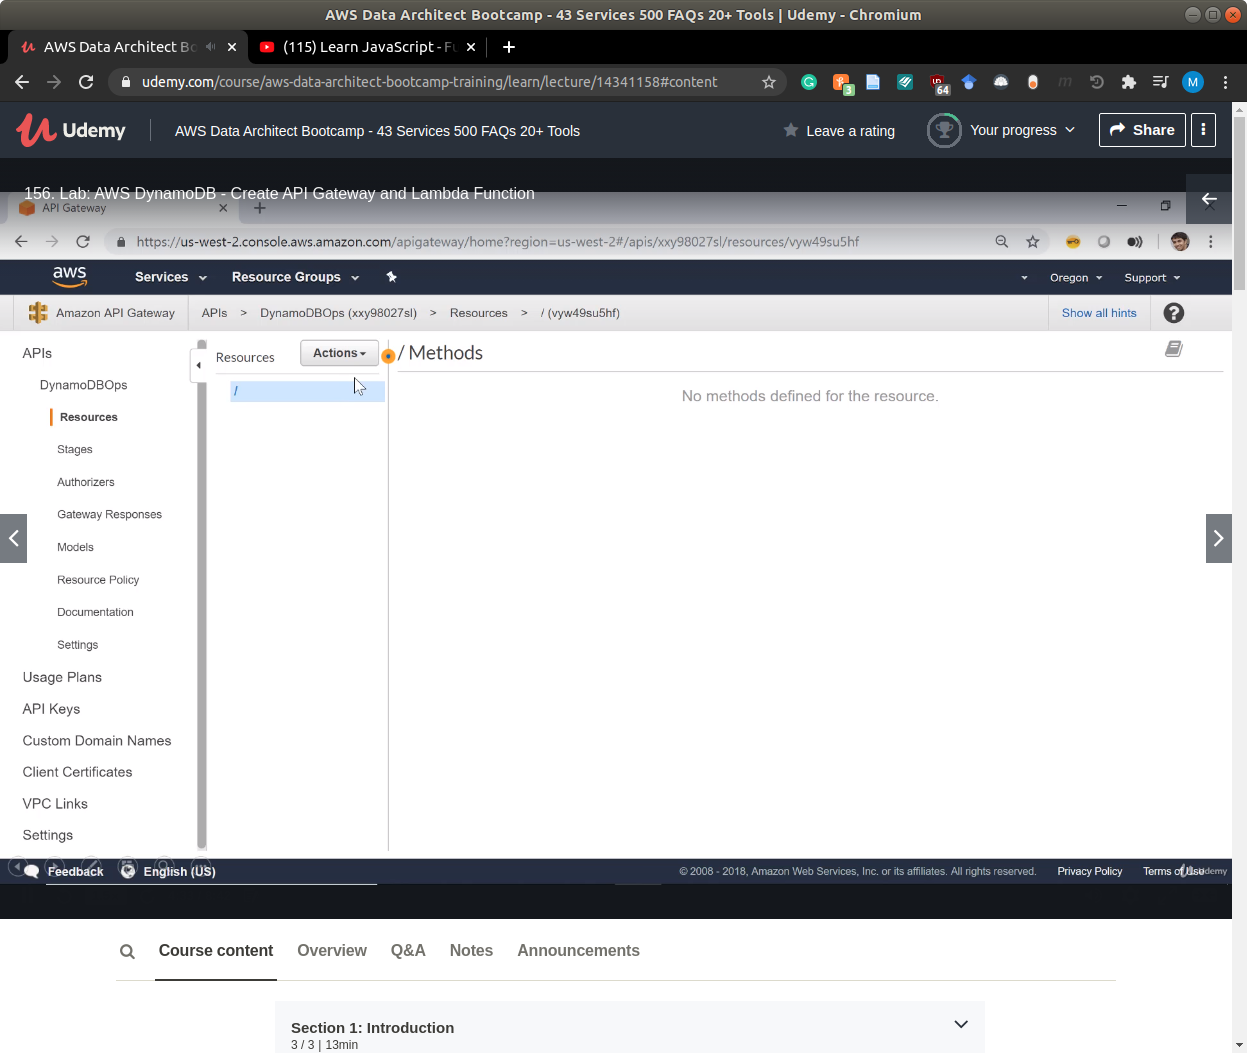 AWS Data Architect Bootcamp - 43 Services 500 FAQs 20+ Tools | Udemy - Chromium
AWS Data Architect Bo
(115) Learn JavaScript - Fu
udemy.com/course/aws-data-architect-bootcamp-training/learn/lecture/14341158#content
3
64
M
Udemy
AWS Data Architect Bootcamp - 43 Services 500 FAQs 20+ Tools
Leave a rating
Your progress
Share
156. Lab: AWS DynamoDB - Create API Gateway and Lambda Function
API Gateway
https://us-west-2.console.aws.amazon.com/apigateway/home?region=us-west-2#/apis/xxy98027sl/resources/vyw49su5hf
aws
Services
Resource Groups
Oregon
Support
Amazon API Gateway
APIs > DynamoDBOps (xxy98027sl) > Resources > / (vyw49su5hf)
Show all hints
?
APIs
Resources
Actions
/ Methods
DynamoDBOps
/
No methods defined for the resource.
Resources
Stages
Authorizers
Gateway Responses
Models
Resource Policy
Documentation
Settings
Usage Plans
API Keys
Custom Domain Names
Client Certificates
VPC Links
Settings
Feedback
English (US)
© 2008 - 2018, Amazon Web Services, Inc. or its affiliates. All rights reserved.
Privacy Policy
Terms of Use
Udemy
Course content
Overview
Q&A
Notes
Announcements
Section 1: Introduction
3 / 3 | 13min